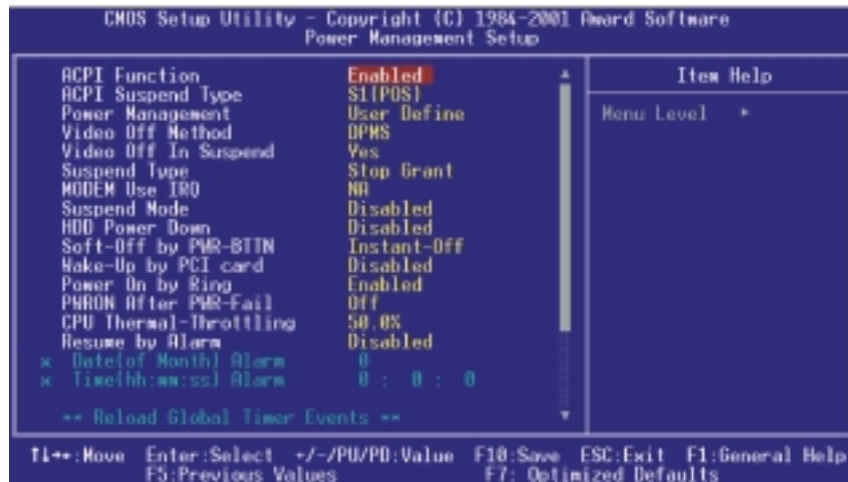 CMOS Setup Utility - Copyright (C) 1984-2001 Award Software
Power Management Setup
ACPI Function Enabled
ACPI Suspend Type S1(POS)
Power Management User Define
Video Off Method DPMS
Video Off In Suspend Yes
Suspend Type Stop Grant
MODEM Use IRQ NA
Suspend Mode Disabled
HDD Power Down Disabled
Soft-Off by PWR-BTTN Instant-Off
Wake-Up by PCI card Disabled
Power On by Ring Enabled
PWRON After PWR-Fail Off
CPU Thermal-Throttling 50.0%
Resume by Alarm Disabled
x Date(of Month) Alarm 0
x Time(hh:mm:ss) Alarm 0 : 0 : 0
** Reload Global Timer Events **
Item Help
Menu Level ▸
↑↓→←:Move Enter:Select +/-/PU/PD:Value F10:Save ESC:Exit F1:General Help
F5:Previous Values F7: Optimized Defaults